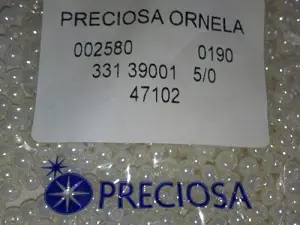 PRECIOSA ORNELA
002580 0190
331 39001 5/0
47102
PRECIOSA